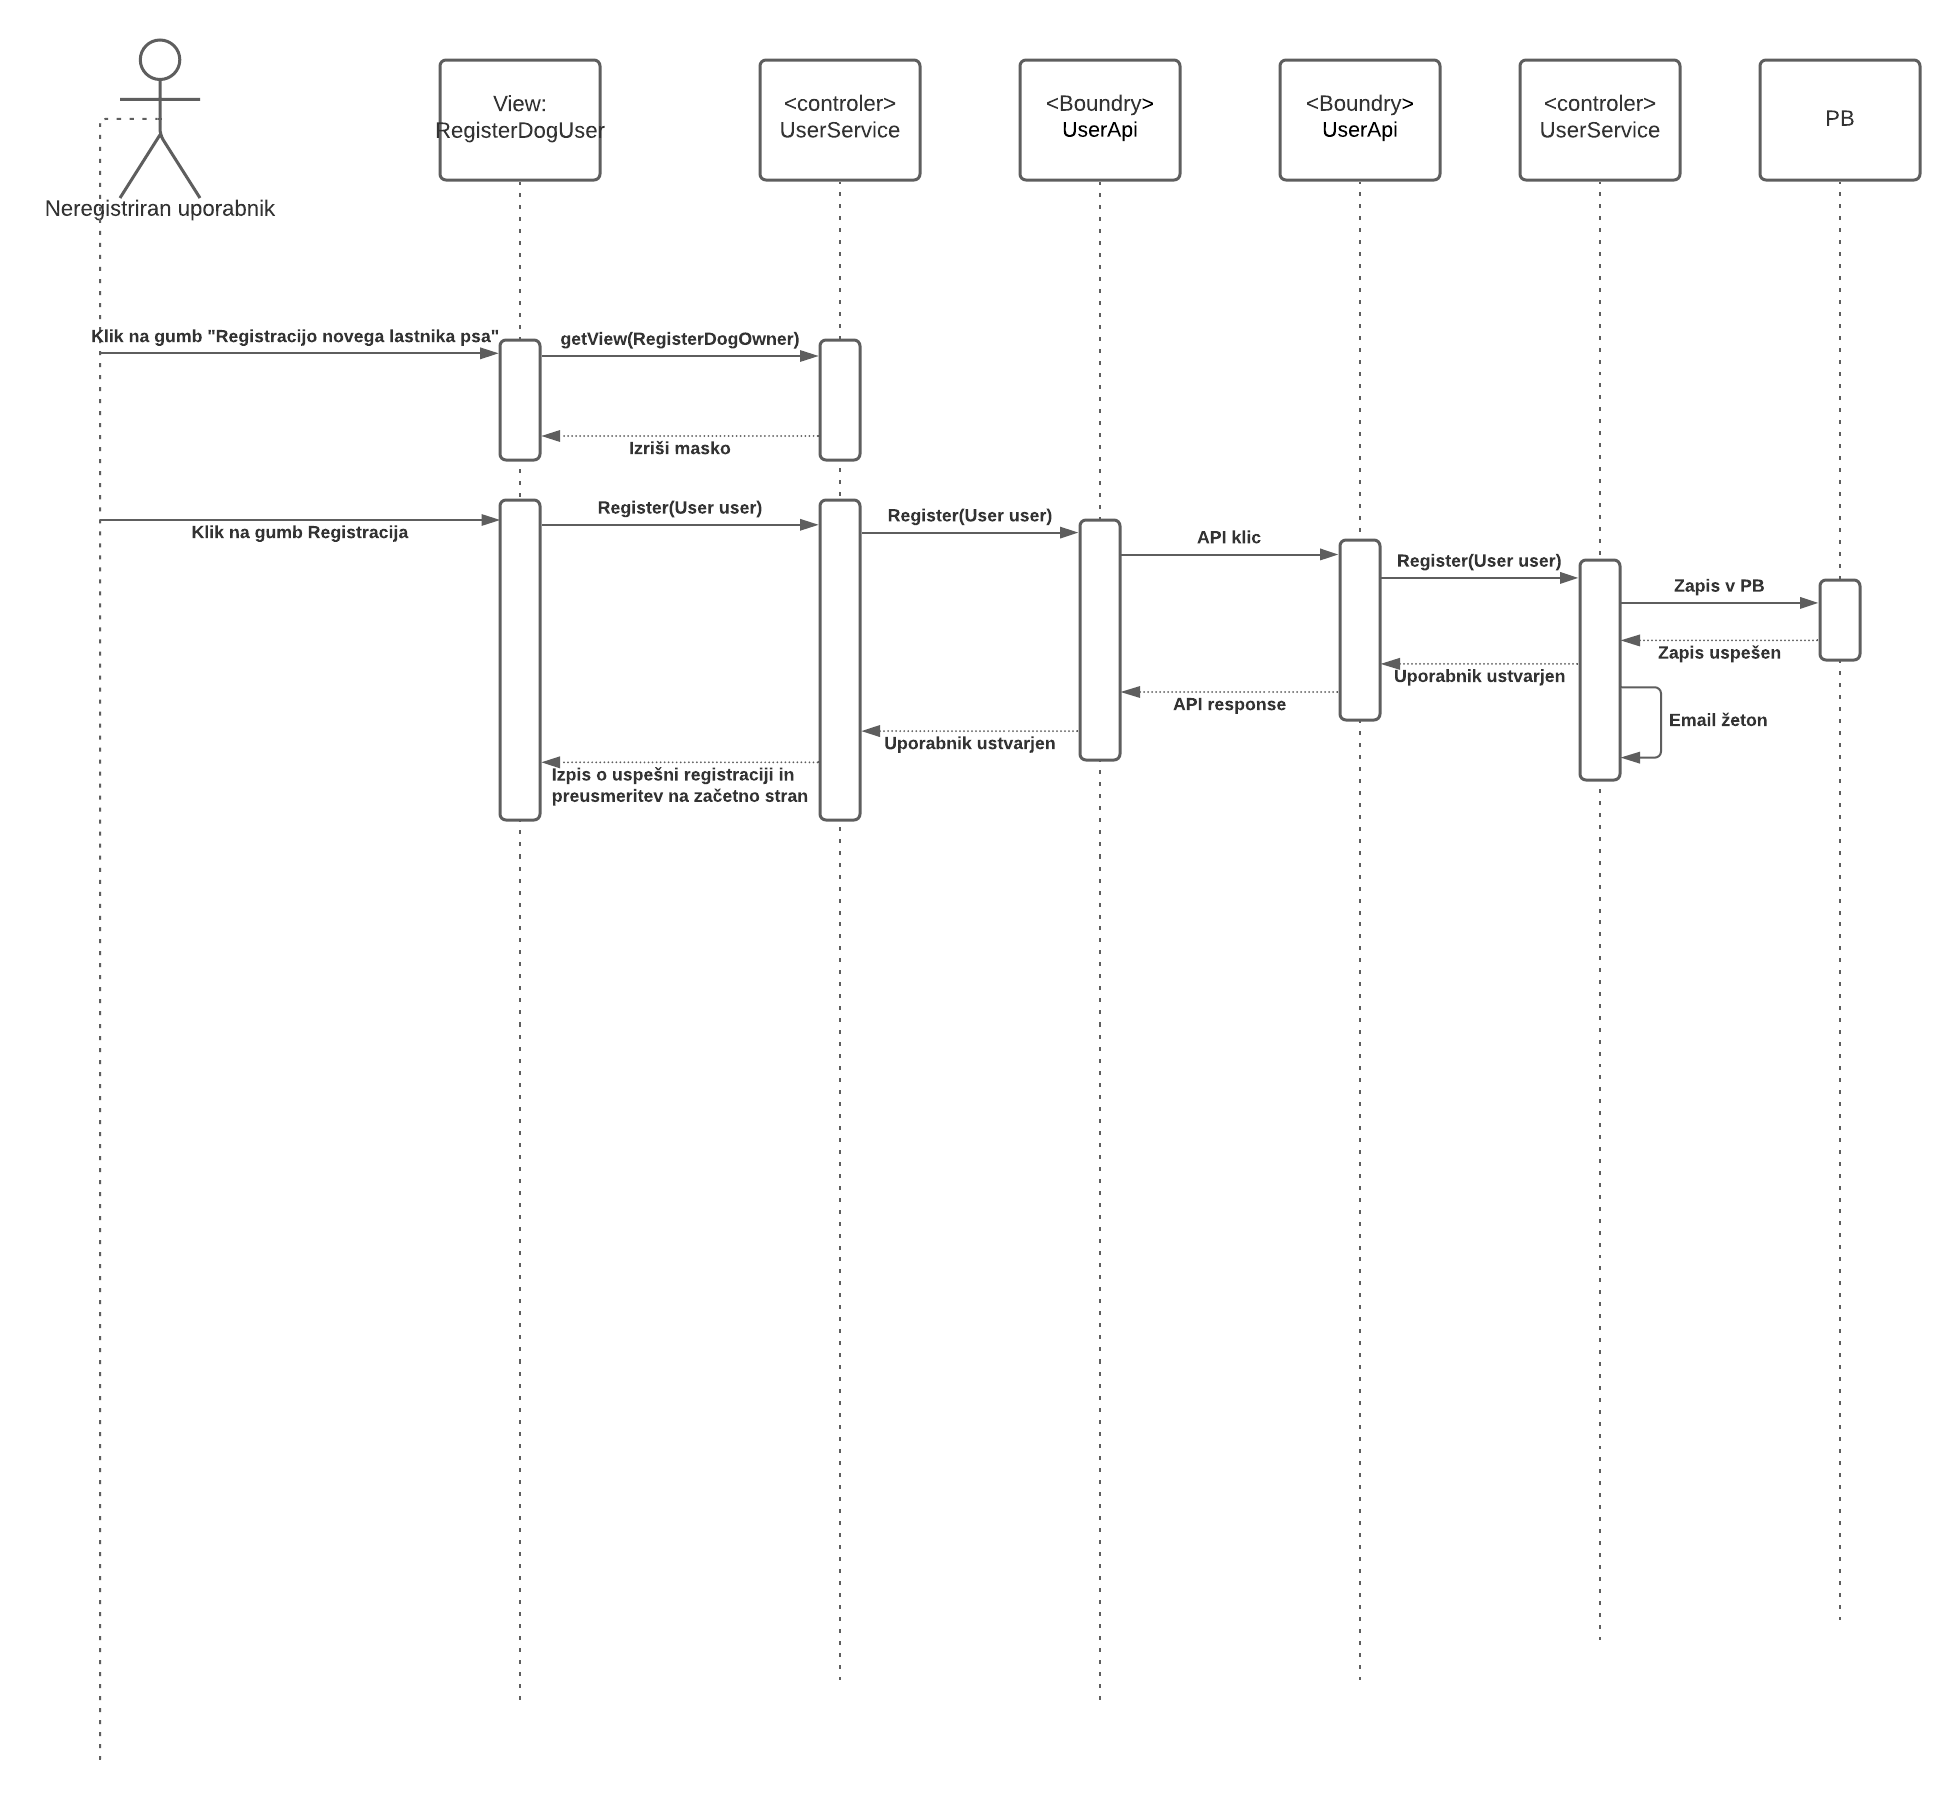 View:
RegisterDogUser
<controler>
UserService
<Boundry>
UserApi
<Boundry>
UserApi
<controler>
UserService
PB
Neregistriran uporabnik
Klik na gumb "Registracijo novega lastnika psa"
getView(RegisterDogOwner)
Izriši masko
Klik na gumb Registracija
Register(User user)
Register(User user)
API klic
Register(User user)
Zapis v PB
Zapis uspešen
Uporabnik ustvarjen
API response
Email žeton
Uporabnik ustvarjen
Izpis o uspešni registraciji in
preusmeritev na začetno stran